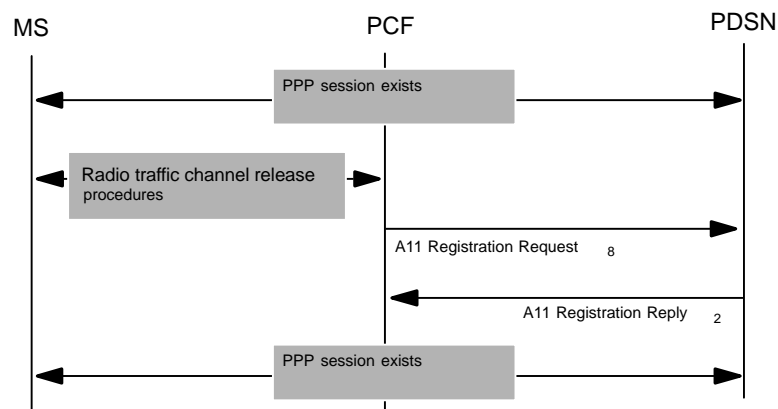 MS
PCF
PDSN
PPP session exists
Radio traffic channel release
procedures
A11 Registration Request 8
A11 Registration Reply 2
PPP session exists